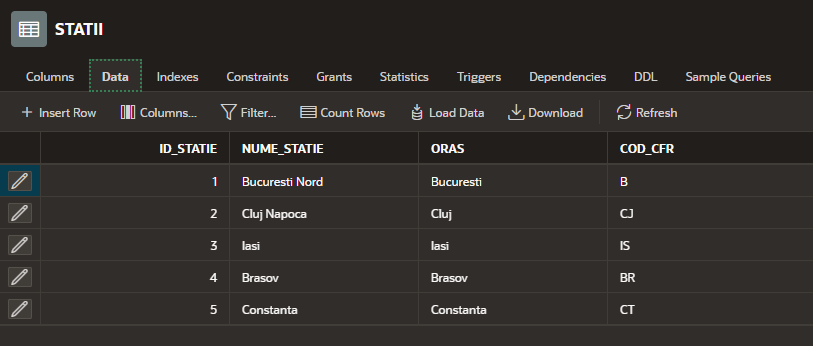 STATII
Columns Data Indexes Constraints Grants Statistics Triggers Dependencies DDL Sample Queries
+ Insert Row Columns... Filter... Count Rows Load Data Download Refresh
ID_STATIE NUME_STATIE ORAS COD_CFR
1 Bucuresti Nord Bucuresti B
2 Cluj Napoca Cluj CJ
3 Iasi Iasi IS
4 Brasov Brasov BR
5 Constanta Constanta CT